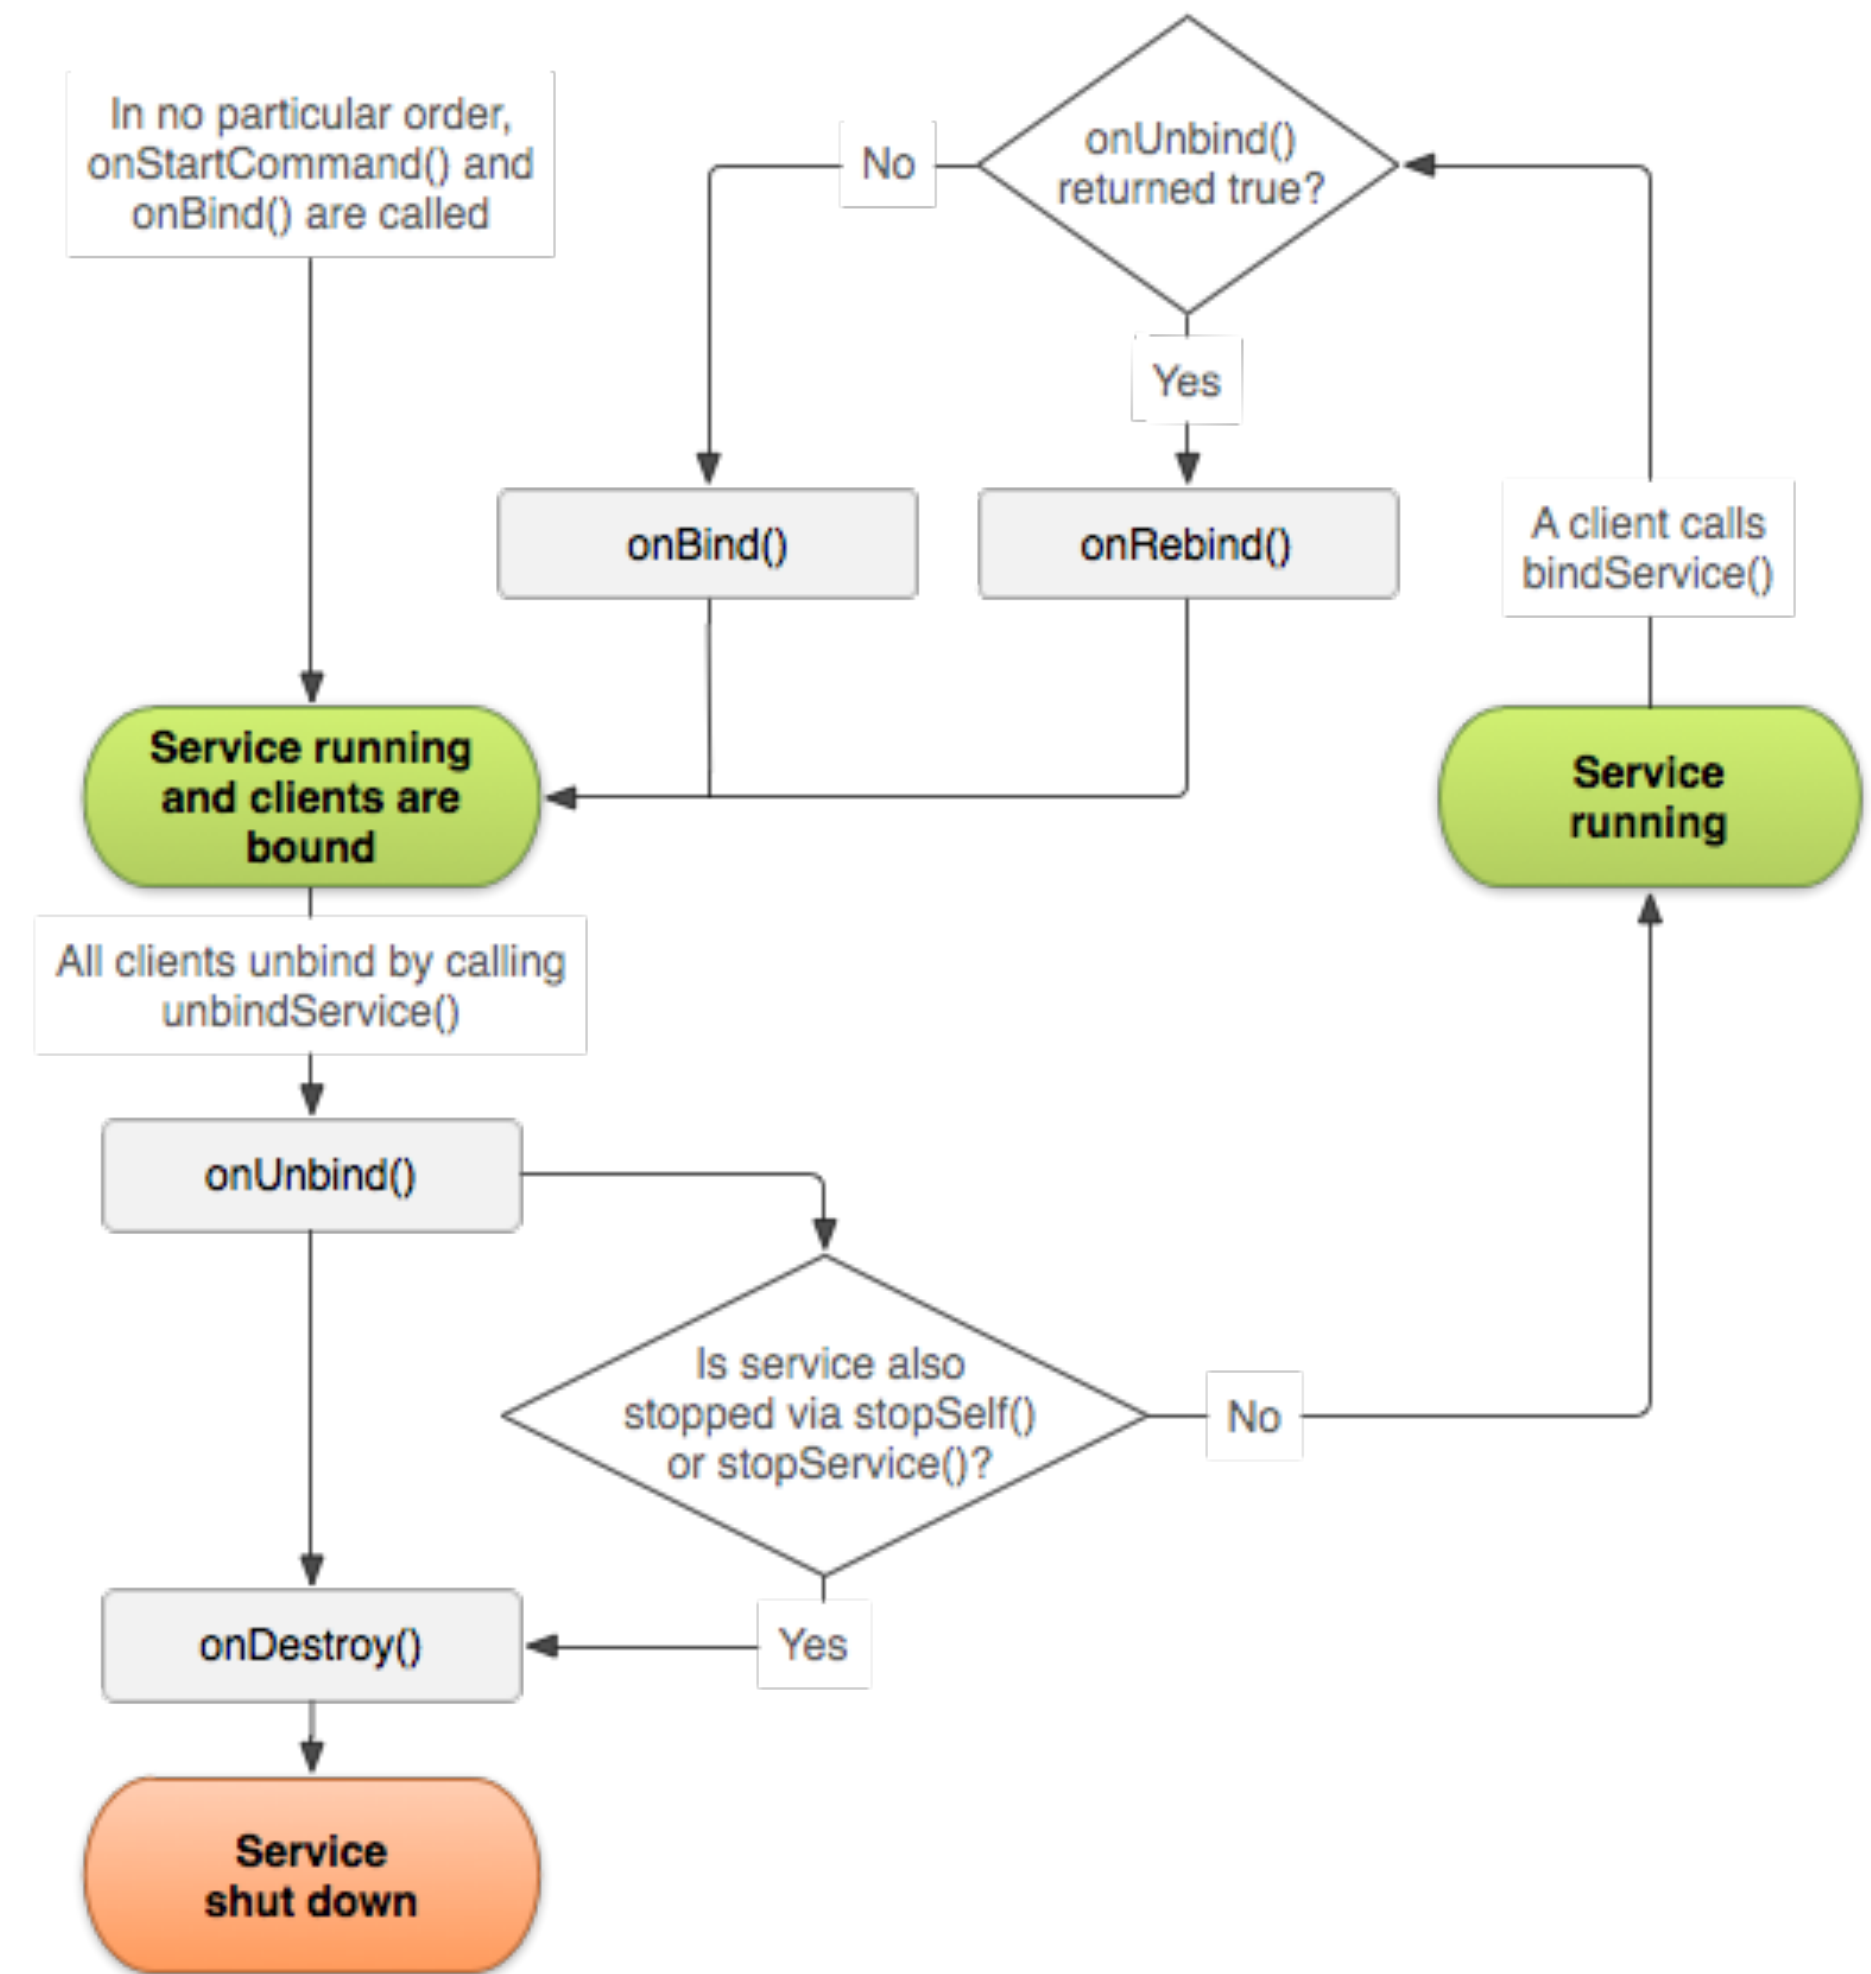 In no particular order,
onStartCommand() and
onBind() are called
onUnbind()
returned true?
No
Yes
onBind()
onRebind()
A client calls
bindService()
Service running
and clients are
bound
Service
running
All clients unbind by calling
unbindService()
onUnbind()
Is service also
stopped via stopSelf()
or stopService()?
No
Yes
onDestroy()
Service
shut down